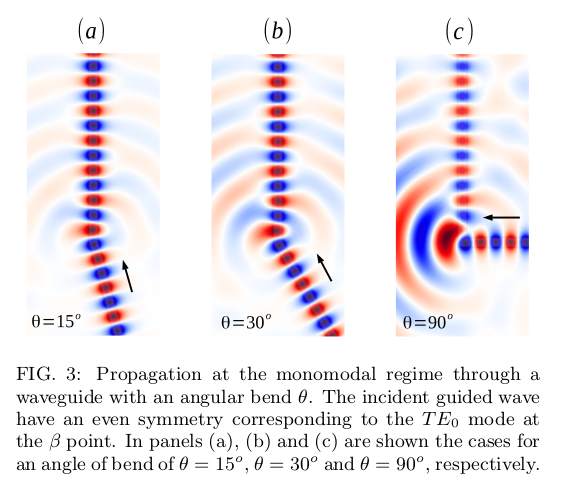 (a) (b) (c)
θ=15° θ=30° θ=90°
FIG. 3: Propagation at the monomodal regime through a
waveguide with an angular bend θ. The incident guided wave
have an even symmetry corresponding to the TE₀ mode at
the β point. In panels (a), (b) and (c) are shown the cases for
an angle of bend of θ = 15°, θ = 30° and θ = 90°, respectively.